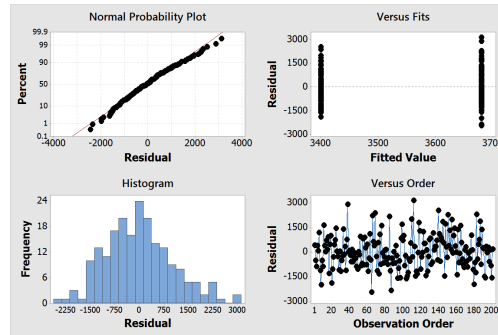 Normal Probability Plot
99.9
99
90
50
10
1
0.1
Percent
-4000 -2000 0 2000 4000
Residual
Versus Fits
3000
1500
0
-1500
-3000
Residual
3400 3500 3600 370
Fitted Value
Histogram
24
18
12
6
0
Frequency
-2250 -1500 -750 0 750 1500 2250 3000
Residual
Versus Order
3000
1500
0
-1500
-3000
Residual
1 20 40 60 80 100 120 140 160 180 200
Observation Order